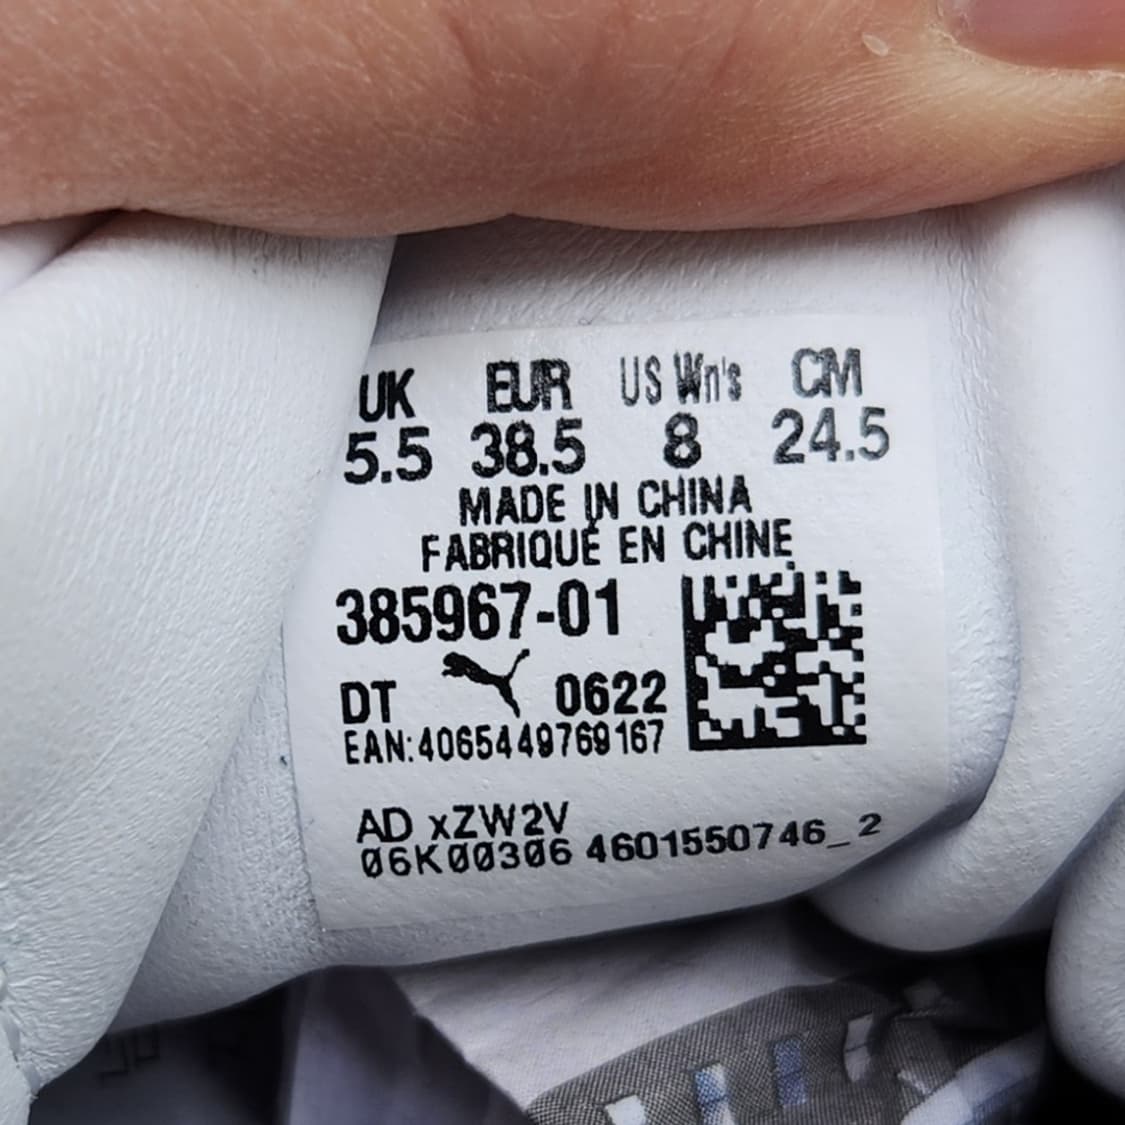 UK EUR US Wn's CM
5.5 38.5 8 24.5
MADE IN CHINA
FABRIQUÉ EN CHINE
385967-01
DT 0622
EAN:4065449769167
AD xZW2V
06K00306 4601550746_2